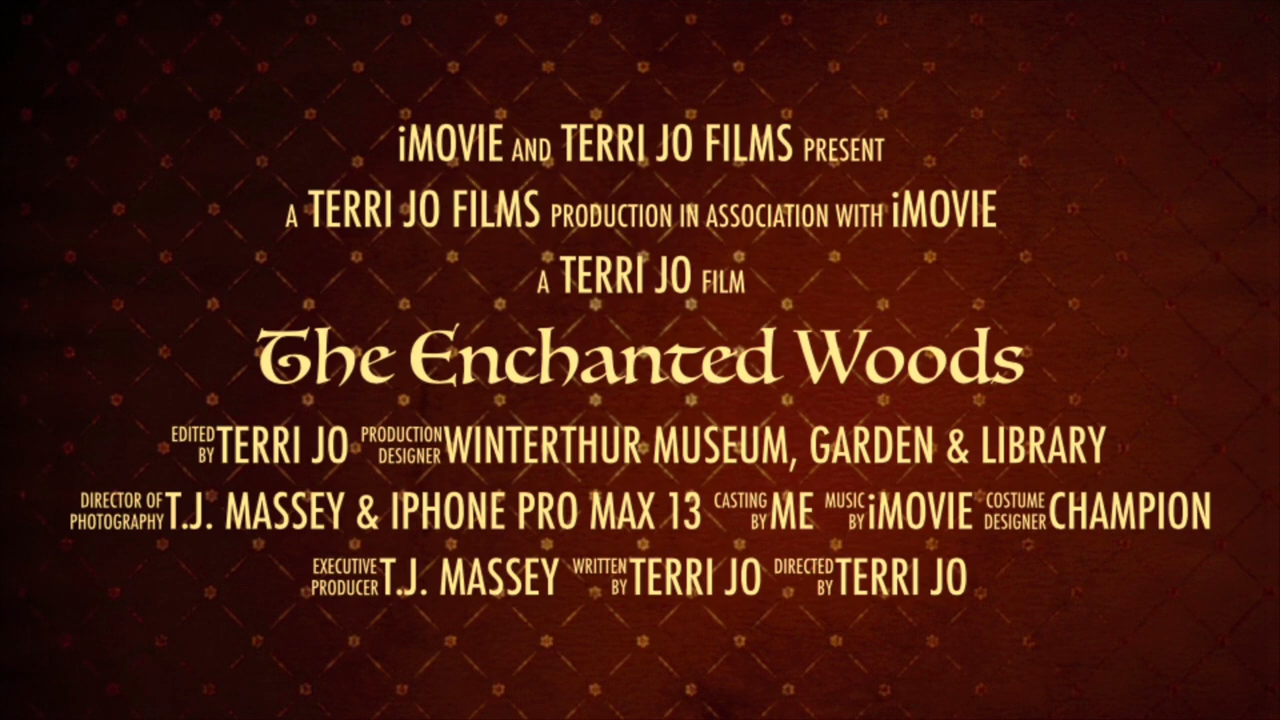 iMOVIE AND TERRI JO FILMS PRESENT
A TERRI JO FILMS PRODUCTION IN ASSOCIATION WITH iMOVIE
A TERRI JO FILM
The Enchanted Woods
EDITED BY TERRI JO PRODUCTION DESIGNER WINTERTHUR MUSEUM, GARDEN & LIBRARY
DIRECTOR OF PHOTOGRAPHY T.J. MASSEY & IPHONE PRO MAX 13 CASTING BY ME MUSIC BY iMOVIE COSTUME DESIGNER CHAMPION
EXECUTIVE PRODUCER T.J. MASSEY WRITTEN BY TERRI JO DIRECTED BY TERRI JO